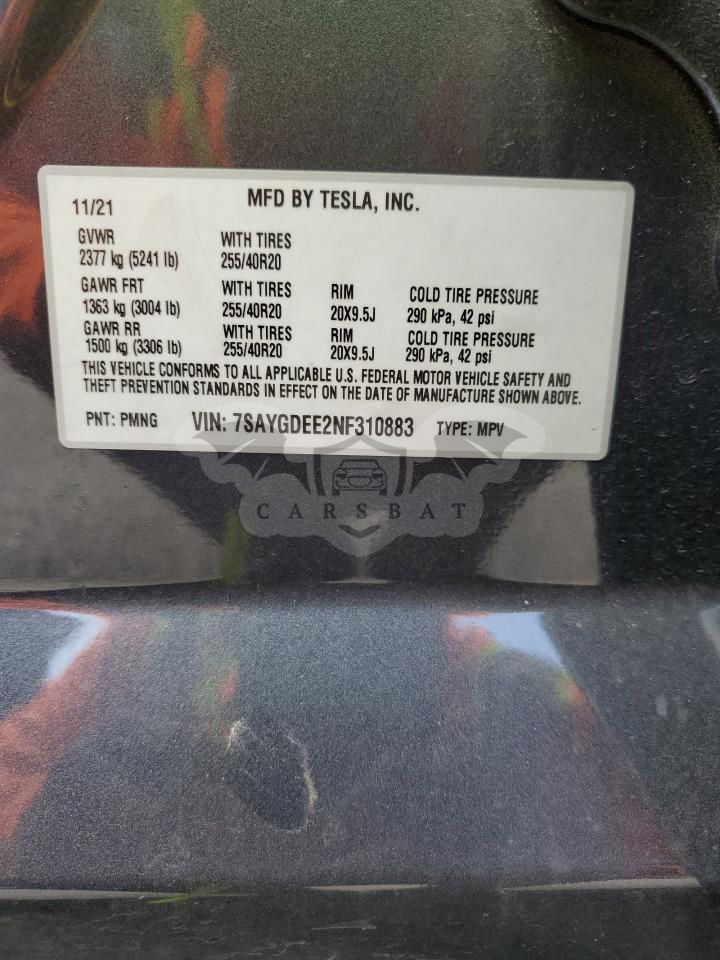 11/21 MFD BY TESLA, INC.
GVWR WITH TIRES
2377 kg (5241 lb) 255/40R20
GAWR FRT WITH TIRES RIM COLD TIRE PRESSURE
1363 kg (3004 lb) 255/40R20 20X9.5J 290 kPa, 42 psi
GAWR RR WITH TIRES RIM COLD TIRE PRESSURE
1500 kg (3306 lb) 255/40R20 20X9.5J 290 kPa, 42 psi
THIS VEHICLE CONFORMS TO ALL APPLICABLE U.S. FEDERAL MOTOR VEHICLE SAFETY AND
THEFT PREVENTION STANDARDS IN EFFECT ON THE DATE OF MANUFACTURE SHOWN ABOVE.
PNT: PMNG VIN: 7SAYGDEE2NF310883 TYPE: MPV
CARSBAT